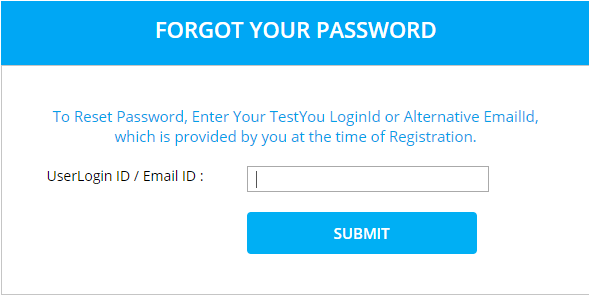 FORGOT YOUR PASSWORD
To Reset Password, Enter Your TestYou LoginId or Alternative EmailId,
which is provided by you at the time of Registration.
UserLogin ID / Email ID :
SUBMIT